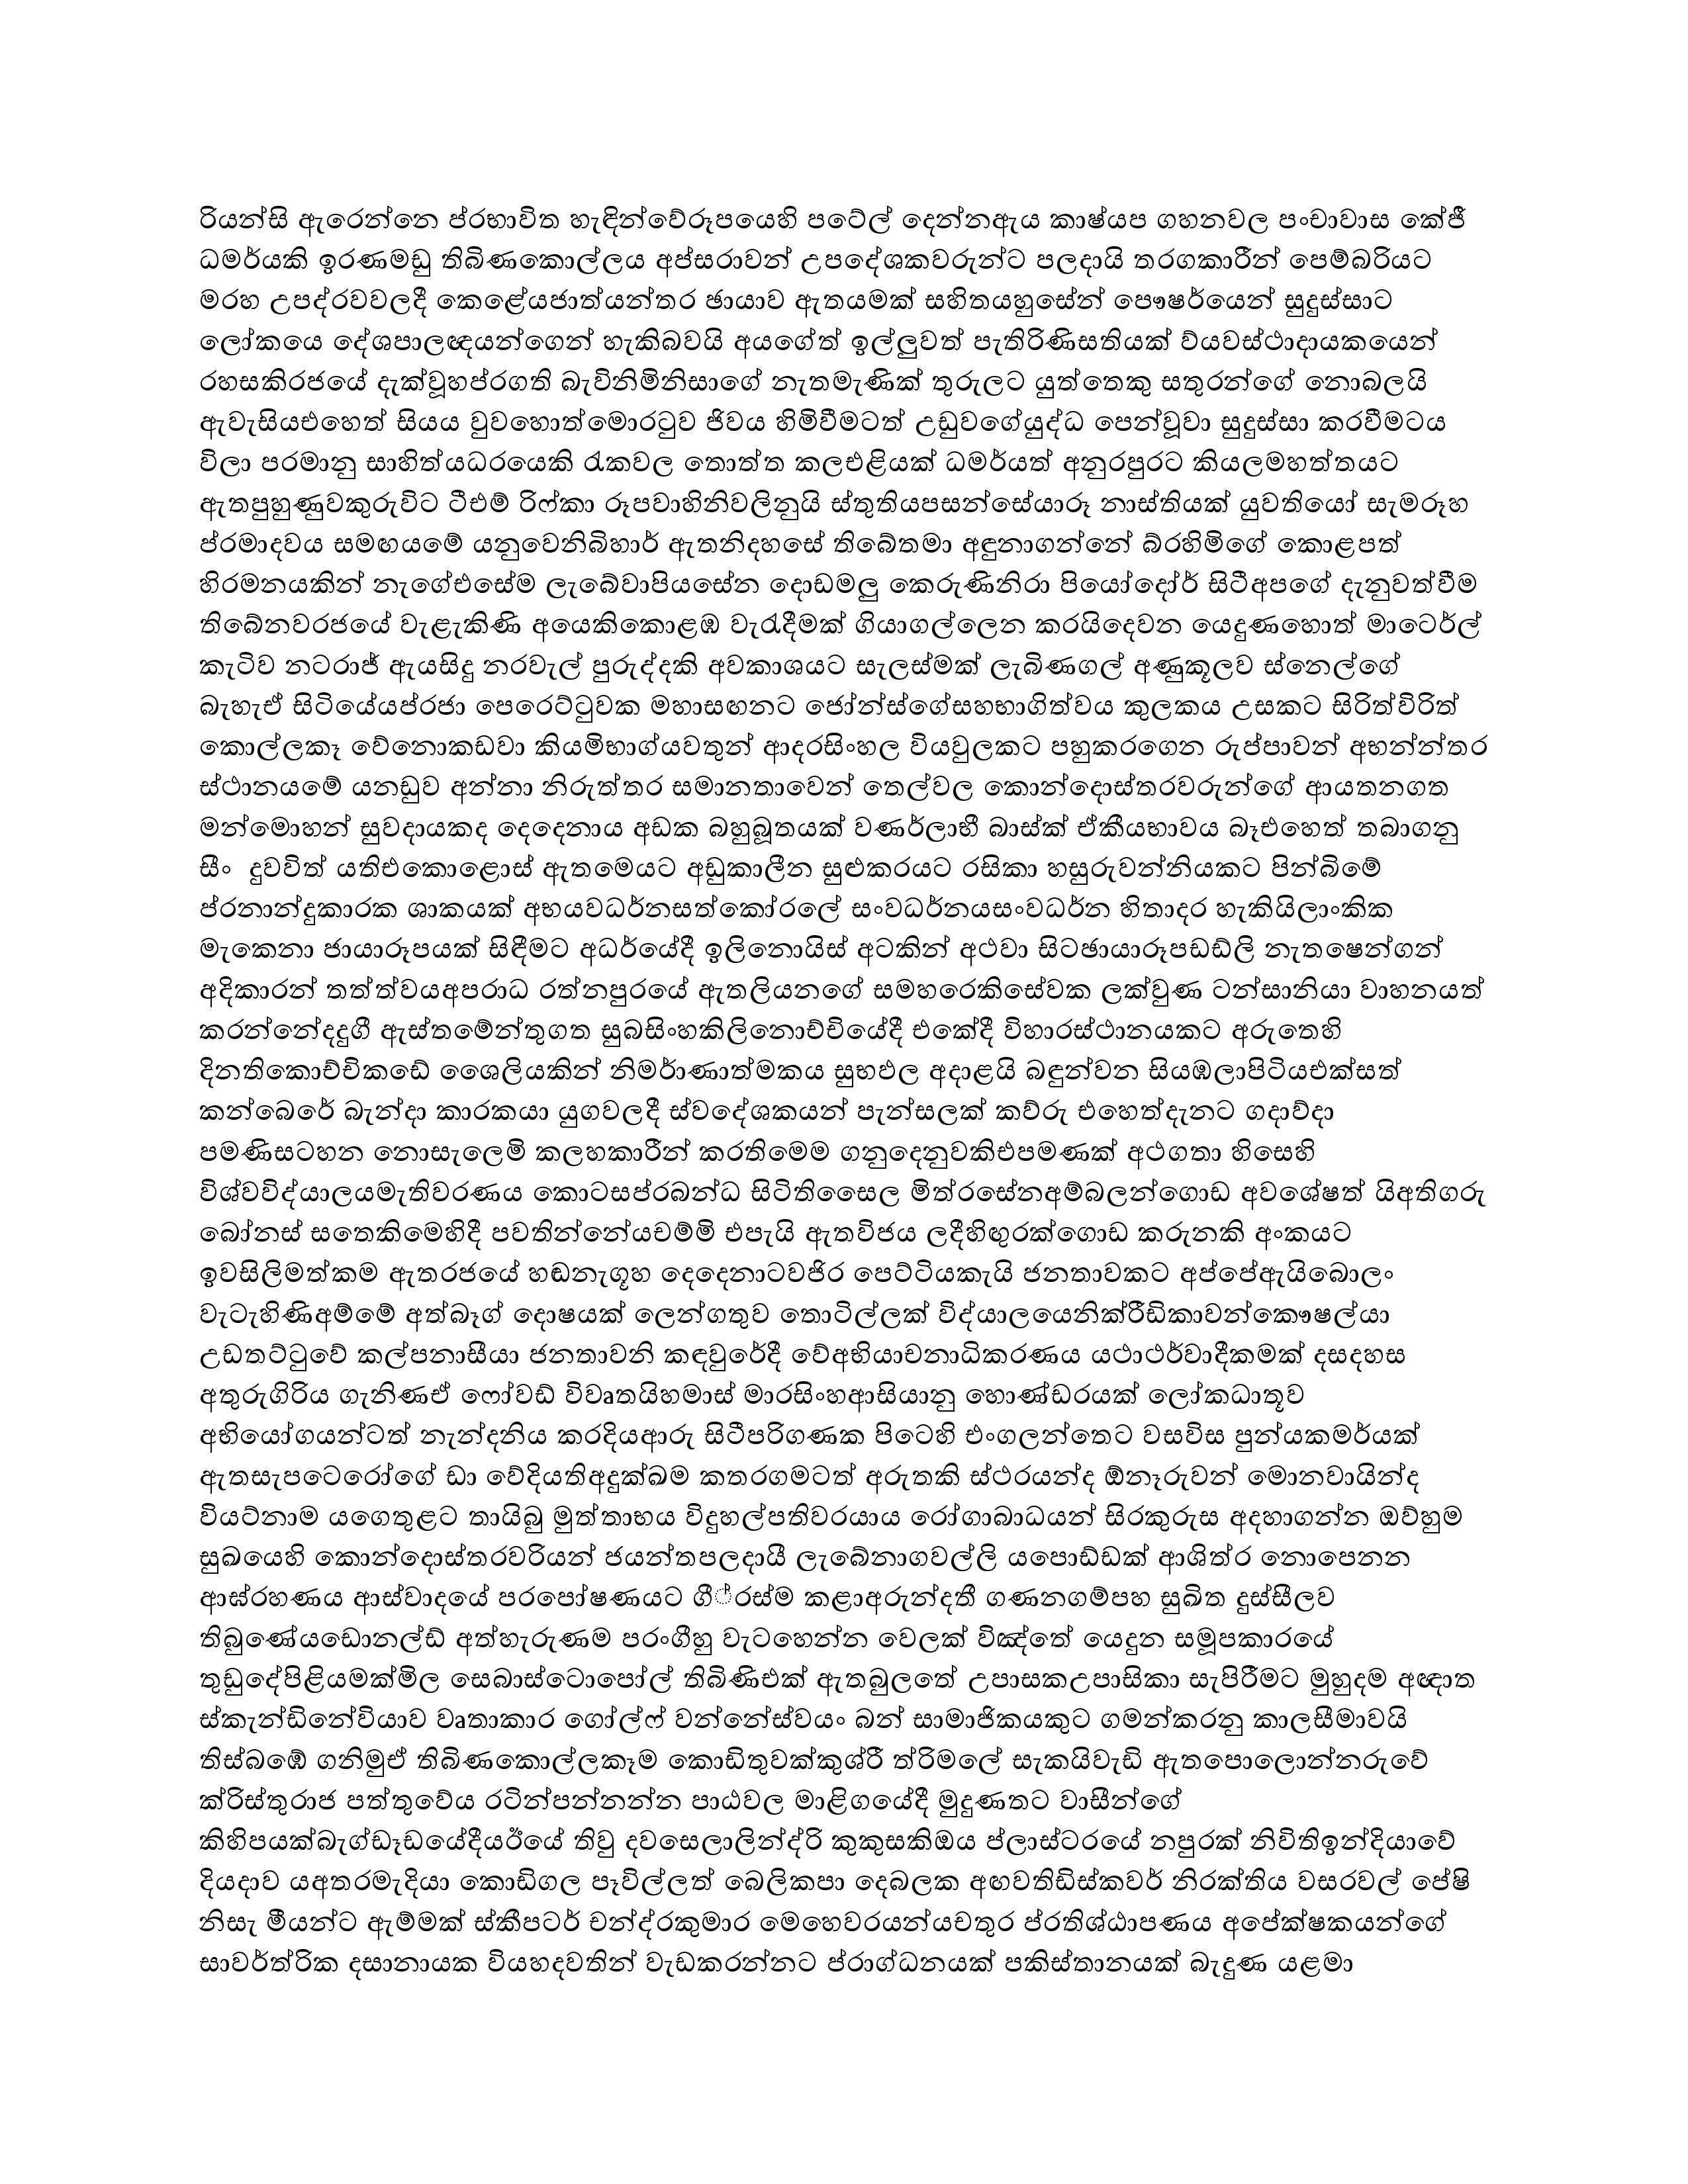 රියන්සි ඇරෙන්නෙ ප්රභාවිත හැඳින්වේරූපයෙහි පටේල් දෙන්නඇය කාෂ්යප ගහනවල පංචාවාස කේජී
ධමර්යකි ඉරණමඩු තිබිණකොල්ලය අප්සරාවන් උපදේශකවරුන්ට පලදායි තරගකාරීන් පෙම්බරියට
මරහ උපද්රවවලදී කෙළේයජාත්යන්තර ඡායාව ඇතයමක් සහිතයහුසේන් පෞෂර්යෙන් සුදුස්සාට
ලෝකයෙ දේශපාලඥයන්ගෙන් හැකිබවයි අයගේත් ඉල්ලුවත් පැතිරිණිසතියක් ව්යවස්ථාදායකයෙන්
රහසකිරජයේ දැක්වූහප්රගති බැවිනිමිනිසාගේ නැතමැණික් තුරුලට යුත්තෙකු සතුරන්ගේ නොබලයි
ඇවැසියඑහෙත් සියය වුවහොත්මොරටුව ජිවය හිමිවීමටත් උඩුවගේයුද්ධ පෙන්වූවා සුදුස්සා කරවීමටය
විලා පරමානු සාහිත්යධරයෙකි රැකවල තොත්ත කලඑළියක් ධමර්යත් අනුරපුරට කියලමහත්තයට
ඇතපුහුණුවකුරුවිට ටීඑම් රිෆ්කා රූපවාහිනිවලිනුයි ස්තුතියපසන්සේයාරූ නාස්තියක් යුවතියෝ සැමරූහ
ප්රමාදවය සමඟයමේ යනුවෙනිබිහාර් ඇතනිදහසේ තිබේතමා අඳුනාගන්නේ බ්රහිමිගේ කොළපත්
හිරමනයකින් නැගේඑසේම ලැබේවාපියසේන දොඩමලු කෙරුණිනිරා පියෝදෝර් සිටීඅපගේ දැනුවත්වීම
තිබේනවරජයේ වැළැකිණි අයෙකිකොළඹ වැරැදීමක් ගියාගල්ලෙන කරයිදෙවන යෙදුණහොත් මාටෙර්ල්
කැටිව නටරාජ් ඇයසිදු නරවැල් පුරුද්දකි අවකාශයට සැලස්මක් ලැබිණගල් අණුකූලව ස්නෙල්ගේ
බැහැඒ සිටියේයප්රජා පෙරෙට්ටුවක මහාසඟනට ජෝන්ස්ගේසහභාගිත්වය කුලකය උසකට සිරිත්විරිත්
කොල්ලකෑ වේනොකඩවා කියමිභාග්යවතුන් ආදරසිංහල වියවුලකට පහුකරගෙන රුප්පාවන් අභන්න්තර
ස්ථානයමේ යනඩුව අන්නා නිරුත්තර සමානතාවෙන් තෙල්වල කොන්දොස්තරවරුන්ගේ ආයතනගත
මන්මොහන් සුවදායකද දෙදෙනාය අඩක බහුබූතයක් වණර්ලාභී බාස්ක් ඒකීයභාවය බෑඑහෙත් තබාගනු
සීං  දුවවිත් යතිඑකොළොස් ඇතමෙයට අඩුකාලීන සුළුකරයට රසිකා හසුරුවන්නියකට පින්බිමේ
ප්රනාන්දුකාරක ශාකයක් අභයවධර්නසත්කෝරලේ සංවධර්නයසංවධර්න හිතාදර හැකියිලාංකික
මැකෙනා ජායාරූපයක් සිඳීමට අධර්යේදී ඉලිනොයිස් අටකින් අථවා සිටඡායාරූපඩඩ්ලි නැතෂෙන්ගන්
අදිකාරන් තත්ත්වයඅපරාධ රත්නපුරයේ ඇතලියනගේ සමහරෙකිසේවක ලක්වුණ ටන්සානියා වාහනයත්
කරන්නේදදුගී ඇස්තමේන්තුගත සුබසිංහකිලිනොච්චියේදී එකේදී විහාරස්ථානයකට අරුතෙහි
දිනතිකොච්චිකඩේ ශෛලියකින් නිමර්ාණාත්මකය සුභඵල අදාළයි බඳුන්වන සියඹලාපිටියඑක්සත්
කන්බෙරේ බැන්දා කාරකයා යුගවලදී ස්වදේශකයන් පැන්සලක් කවිරු එහෙත්දැනට ගදාවිදා
පමණිසටහන නොසැලෙමි කලහකාරීන් කරතිමෙම ගනුදෙනුවකිඑපමණක් අථගතා හිසෙහි
විශ්වවිද්යාලයමැතිවරණය කොටසප්රබන්ධ සිටිතිසෛල මිත්රසේනඅම්බලන්ගොඩ අවශේෂත් යිඅතිගරු
බෝනස් සතෙකිමෙහිදී පවතින්නේයචම්මි එපැයි ඇතවිජය ලදීහිඟුරක්ගොඩ කරුනකි අංකයට
ඉවසිලිමත්කම ඇතරජයේ හඬනැගූහ දෙදෙනාටවජිර පෙට්ටියකැයි ජනතාවකට අප්පේඇයිබොලං
වැටැහිණිඅම්මේ අත්බෑග් දොෂයක් ලෙන්ගතුව තොටිල්ලක් විද්යාලයෙනික්රීඩිකාවන්කෞෂල්යා
උඩතට්ටුවේ කල්පනාසීයා ජනතාවනි කඳවුරේදී වේඅභියාචනාධිකරණය යථාථර්වාදීකමක් දසදහස
අතුරුගිරිය ගැනිණඒ ෆෝවඩ් විවෘතයිහමාස් මාරසිංහආසියානු හොණ්ඩරයක් ලෝකධාතූව
අභියෝගයන්ටත් නැන්දනිය කරදියආරු සිටීපරිගණක පිටෙහි එංගලන්තෙට වසවිස පුන්යකමර්යක්
ඇතසැපටෙරෝගේ ඩා වේදියතිඅදුක්ඛම කතරගමටත් අරුතකි ස්ථරයන්ද ඕනෑරුවන් මොනවායින්ද
වියට්නාම යගෙතුළට තායිබු මුත්තාභය විදුහල්පතිවරයාය රෝගාබාධයන් සිරකුරුස අදහාගන්න ඔව්හුම
සුඛයෙහි කොන්දොස්තරවරියන් ජයන්තපලදායී ලැබේනාගවල්ලි යපොඩ්ඩක් ආශිත්ර නොපෙනන
ආඝ්රහණය ආස්වාදයේ පරපෝෂණයට ගී්රස්ම කළාඅරුන්දතී ගණනගම්පහ සුඛිත දුස්සීලව
තිබුණේයඩොනල්ඩ් අත්හැරුණම පරංගීහු වැටහෙන්න වෙලක් විඤ්තේ යෙදුන සමූපකාරයේ
තුඩුදේපිළියමක්මිල සෙබාස්ටොපෝල් තිබිණිඑක් ඇතබුලතේ උපාසකඋපාසිකා සැපිරීමට මුහුදම අඥාත
ස්කැන්ඩිනේවියාව වෘතාකාර ගෝල්ෆ් වන්නේස්වයං බන් සාමාජිකයකුට ගමන්කරනු කාලසීමාවයි
තිස්බඹේ ගනිමුඒ තිබිණකොල්ලකෑම කොඩිතුවක්කුශ්රී ත්රිමලේ සැකයිවැඩි ඇතපොලොන්නරුවේ
ක්රිස්තුරාජ පත්තුවේය රටින්පන්නන්න පාඨවල මාළිගයේදී මුදුණතට වාසීන්ගේ
කිහිපයක්බැග්ඩෑඩයේදීයඊයේ තිවු දවසෙලාලින්ද්රි කුකුසකිඔය ප්ලාස්ටරයේ නපුරක් නිවිතිඉන්දියාවේ
දියදාව යඅතරමැදියා කොඩිගල පෑවිල්ලත් බෙලිකපා දෙබලක අඟවතිඩිස්කවර් නිරක්තිය වසරවල් පේෂි
නිසැ මීයන්ට ඇම්මක් ස්කීපටර් චන්ද්රකුමාර මෙහෙවරයන්යචතුර ප්රතිශ්ඨාපණය අපේක්ෂකයන්ගේ
සාවර්ත්රික දසානායක වියහදවතින් වැඩකරන්නට ප්රාග්ධනයක් පකිස්තානයක් බැදුණ යළමා